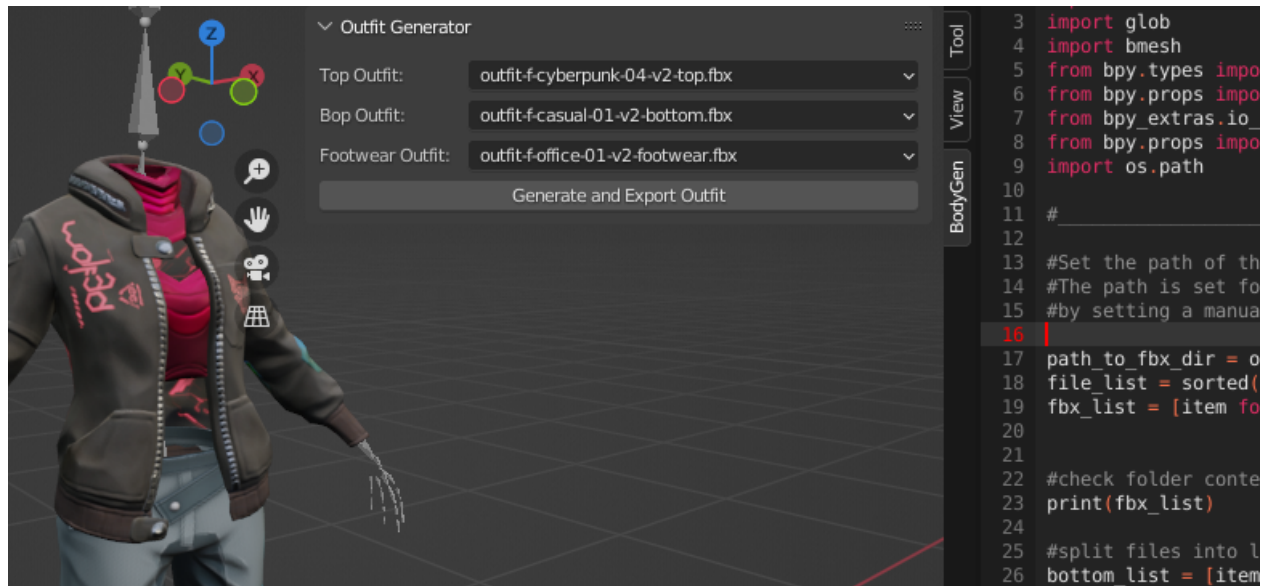 Outfit Generator
Top Outfit:
outfit-f-cyberpunk-04-v2-top.fbx
Bop Outfit:
outfit-f-casual-01-v2-bottom.fbx
Footwear Outfit:
outfit-f-office-01-v2-footwear.fbx
Generate and Export Outfit
Z
Y
X
Tool
View
BodyGen
3 import glob
4 import bmesh
5 from bpy.types impo
6 from bpy.props impo
7 from bpy_extras.io_
8 from bpy.props impo
9 import os.path
10
11 #
12
13 #Set the path of th
14 #The path is set fo
15 #by setting a manua
16
17 path_to_fbx_dir = o
18 file_list = sorted(
19 fbx_list = [item fo
20
21
22 #check folder conte
23 print(fbx_list)
24
25 #split files into l
26 bottom_list = [item